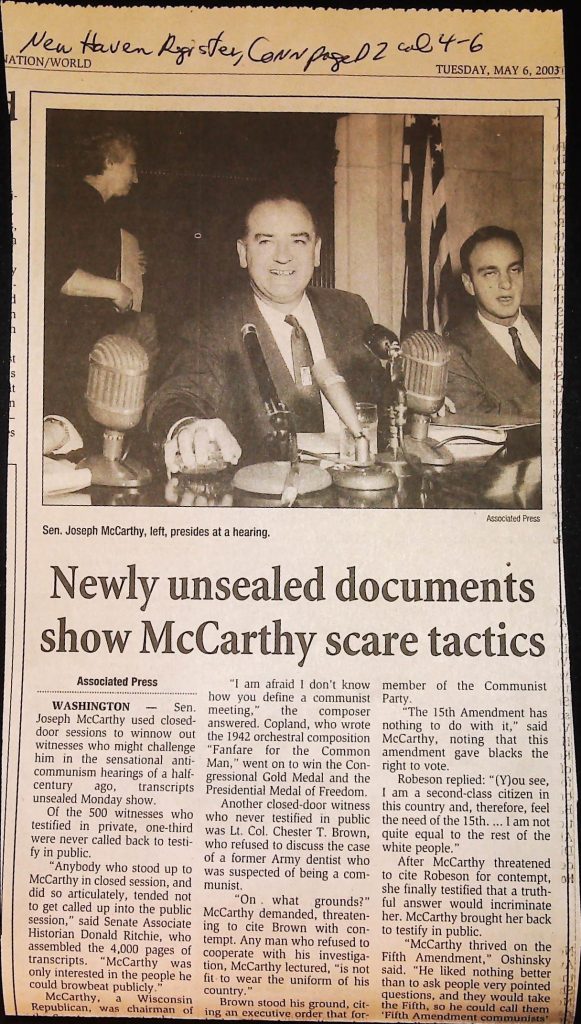 New Haven Register, Conn page D2 col 4-6
NATION/WORLD
TUESDAY, MAY 6, 2003
Associated Press
Sen. Joseph McCarthy, left, presides at a hearing.
Newly unsealed documents
show McCarthy scare tactics
Associated Press
WASHINGTON — Sen.
Joseph McCarthy used closed-
door sessions to winnow out
witnesses who might challenge
him in the sensational anti-
communism hearings of a half-
century ago, transcripts
unsealed Monday show.
Of the 500 witnesses who
testified in private, one-third
were never called back to testi-
fy in public.
"Anybody who stood up to
McCarthy in closed session, and
did so articulately, tended not
to get called up into the public
session," said Senate Associate
Historian Donald Ritchie, who
assembled the 4,000 pages of
transcripts. "McCarthy was
only interested in the people he
could browbeat publicly."
McCarthy, a Wisconsin
Republican, was chairman of
"I am afraid I don't know
how you define a communist
meeting," the composer
answered. Copland, who wrote
the 1942 orchestral composition
"Fanfare for the Common
Man," went on to win the Con-
gressional Gold Medal and the
Presidential Medal of Freedom.
Another closed-door witness
who never testified in public
was Lt. Col. Chester T. Brown,
who refused to discuss the case
of a former Army dentist who
was suspected of being a com-
munist.
"On what grounds?"
McCarthy demanded, threaten-
ing to cite Brown with con-
tempt. Any man who refused to
cooperate with his investiga-
tion, McCarthy lectured, "is not
fit to wear the uniform of his
country."
Brown stood his ground, cit-
ing an executive order that for-
member of the Communist
Party.
"The 15th Amendment has
nothing to do with it," said
McCarthy, noting that this
amendment gave blacks the
right to vote.
Robeson replied: "(Y)ou see,
I am a second-class citizen in
this country and, therefore, feel
the need of the 15th. ... I am not
quite equal to the rest of the
white people."
After McCarthy threatened
to cite Robeson for contempt,
she finally testified that a truth-
ful answer would incriminate
her. McCarthy brought her back
to testify in public.
"McCarthy thrived on the
Fifth Amendment," Oshinsky
said. "He liked nothing better
than to ask people very pointed
questions, and they would take
the Fifth, so he could call them
'Fifth Amendment communists'